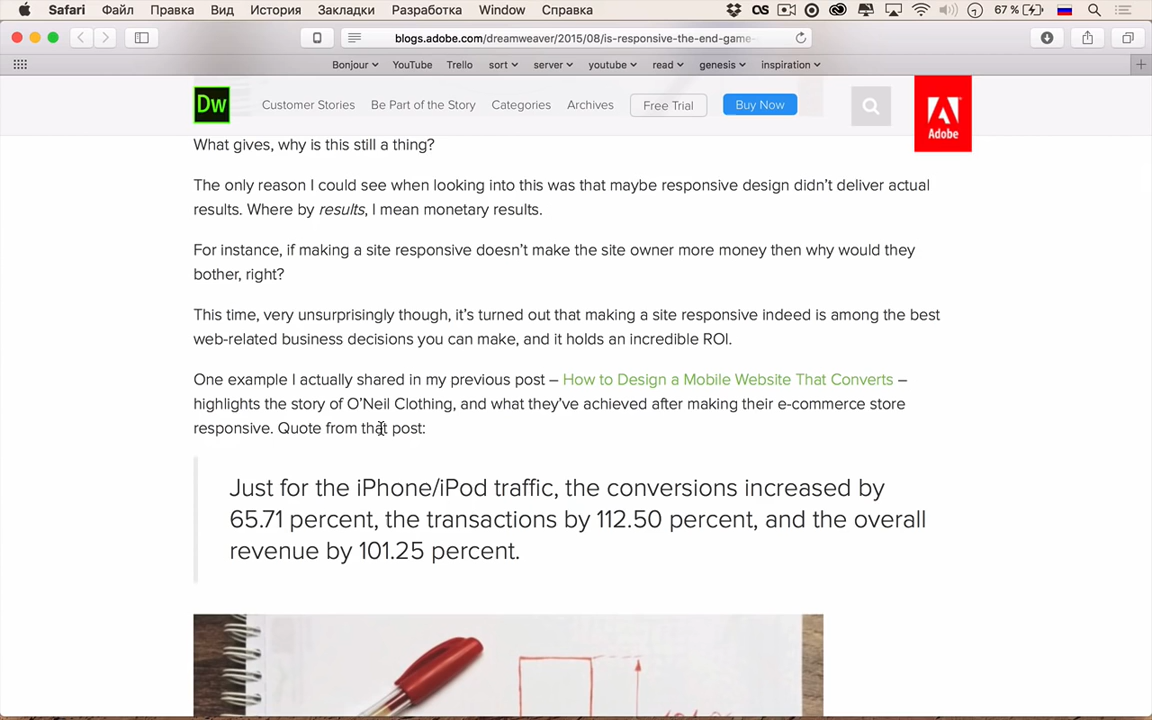 Safari Файл Правка Вид История Закладки Разработка Window Справка 67 %
blogs.adobe.com/dreamweaver/2015/08/is-responsive-the-end-game-
Bonjour YouTube Trello sort server youtube read genesis inspiration
Dw Customer Stories Be Part of the Story Categories Archives Free Trial Buy Now Adobe
What gives, why is this still a thing?
The only reason I could see when looking into this was that maybe responsive design didn’t deliver actual
results. Where by results, I mean monetary results.
For instance, if making a site responsive doesn’t make the site owner more money then why would they
bother, right?
This time, very unsurprisingly though, it’s turned out that making a site responsive indeed is among the best
web-related business decisions you can make, and it holds an incredible ROI.
One example I actually shared in my previous post – How to Design a Mobile Website That Converts –
highlights the story of O’Neil Clothing, and what they’ve achieved after making their e-commerce store
responsive. Quote from that post:
Just for the iPhone/iPod traffic, the conversions increased by
65.71 percent, the transactions by 112.50 percent, and the overall
revenue by 101.25 percent.